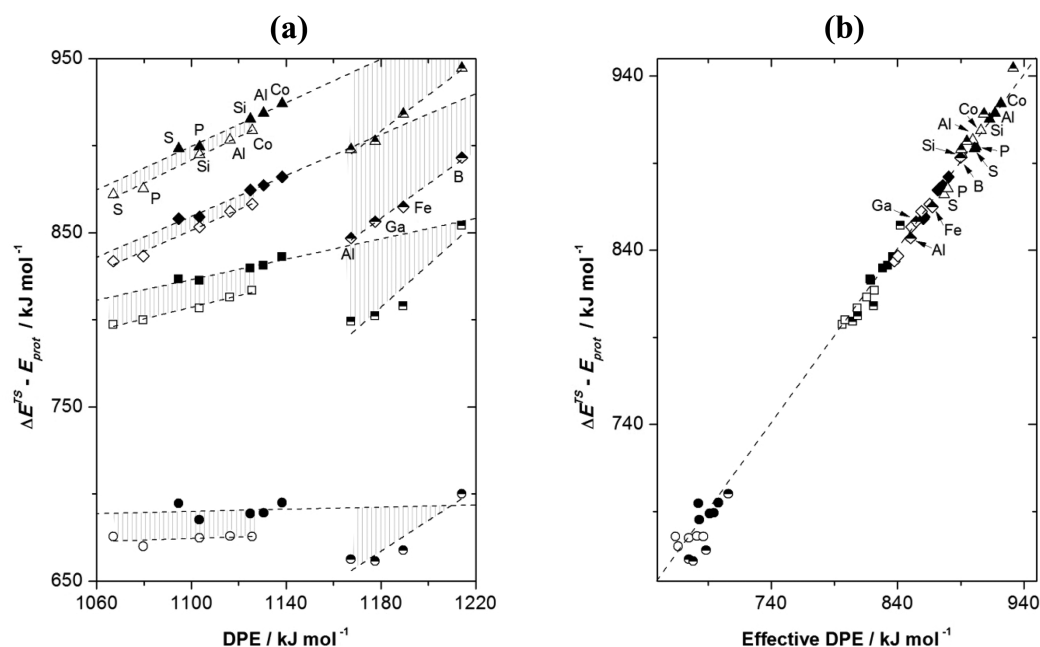 (a)
(b)
950
850
750
650
ΔE^TS - E_prot / kJ mol^-1
1060 1100 1140 1180 1220
DPE / kJ mol^-1
S
P
Si
Al
Co
S
P
Si
Al
Co
Al
Ga
Fe
B
940
840
740
ΔE^TS - E_prot / kJ mol^-1
740 840 940
Effective DPE / kJ mol^-1
Co
Al
Si
Co
Al
Si
P
S
B
P
S
Ga
Fe
Al